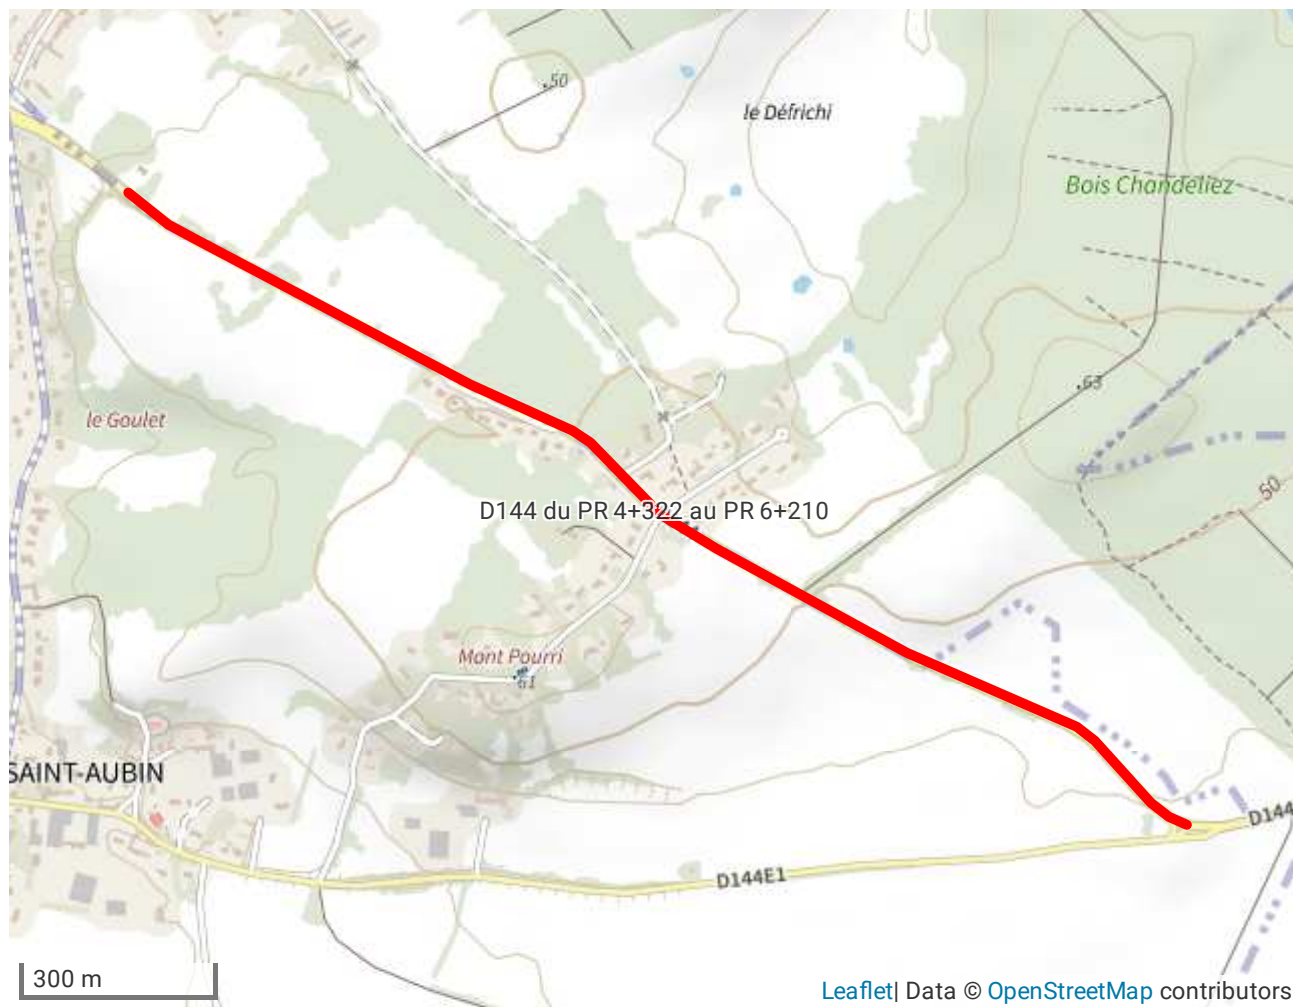 50
le Défrichi
Bois Chandeliez
63
le Goulet
50
D144 du PR 4+322 au PR 6+210
Mont Pourri
61
SAINT-AUBIN
D144
D144E1
300 m
Leaflet | Data © OpenStreetMap contributors